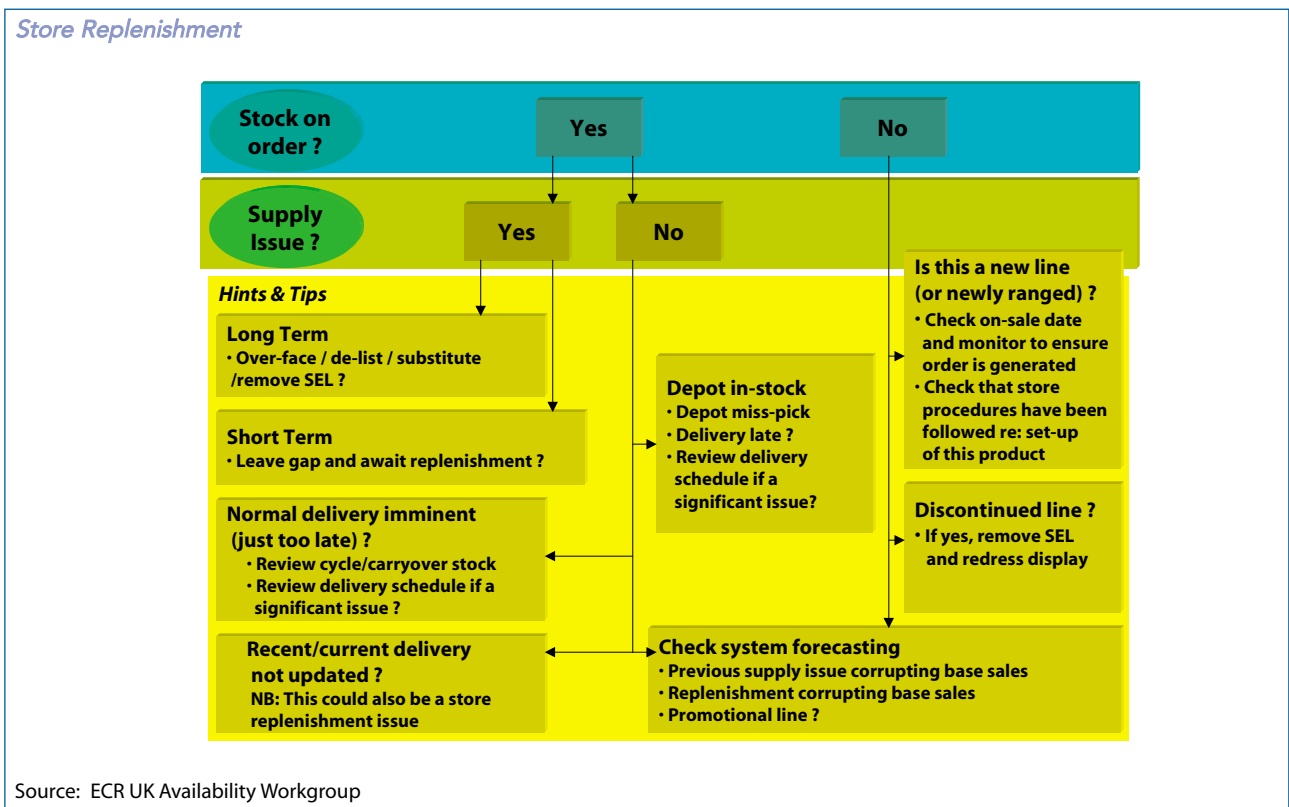 Store Replenishment
Stock on
order ?
Yes
No
Supply
Issue ?
Yes
No
Hints & Tips
Long Term
• Over-face / de-list / substitute
/remove SEL ?
Short Term
• Leave gap and await replenishment ?
Normal delivery imminent
(just too late) ?
• Review cycle/carryover stock
• Review delivery schedule if a
significant issue ?
Recent/current delivery
not updated ?
NB: This could also be a store
replenishment issue
Depot in-stock
• Depot miss-pick
• Delivery late ?
• Review delivery
schedule if a
significant issue?
Is this a new line
(or newly ranged) ?
• Check on-sale date
and monitor to ensure
order is generated
• Check that store
procedures have been
followed re: set-up
of this product
Discontinued line ?
• If yes, remove SEL
and redress display
Check system forecasting
• Previous supply issue corrupting base sales
• Replenishment corrupting base sales
• Promotional line ?
Source: ECR UK Availability Workgroup